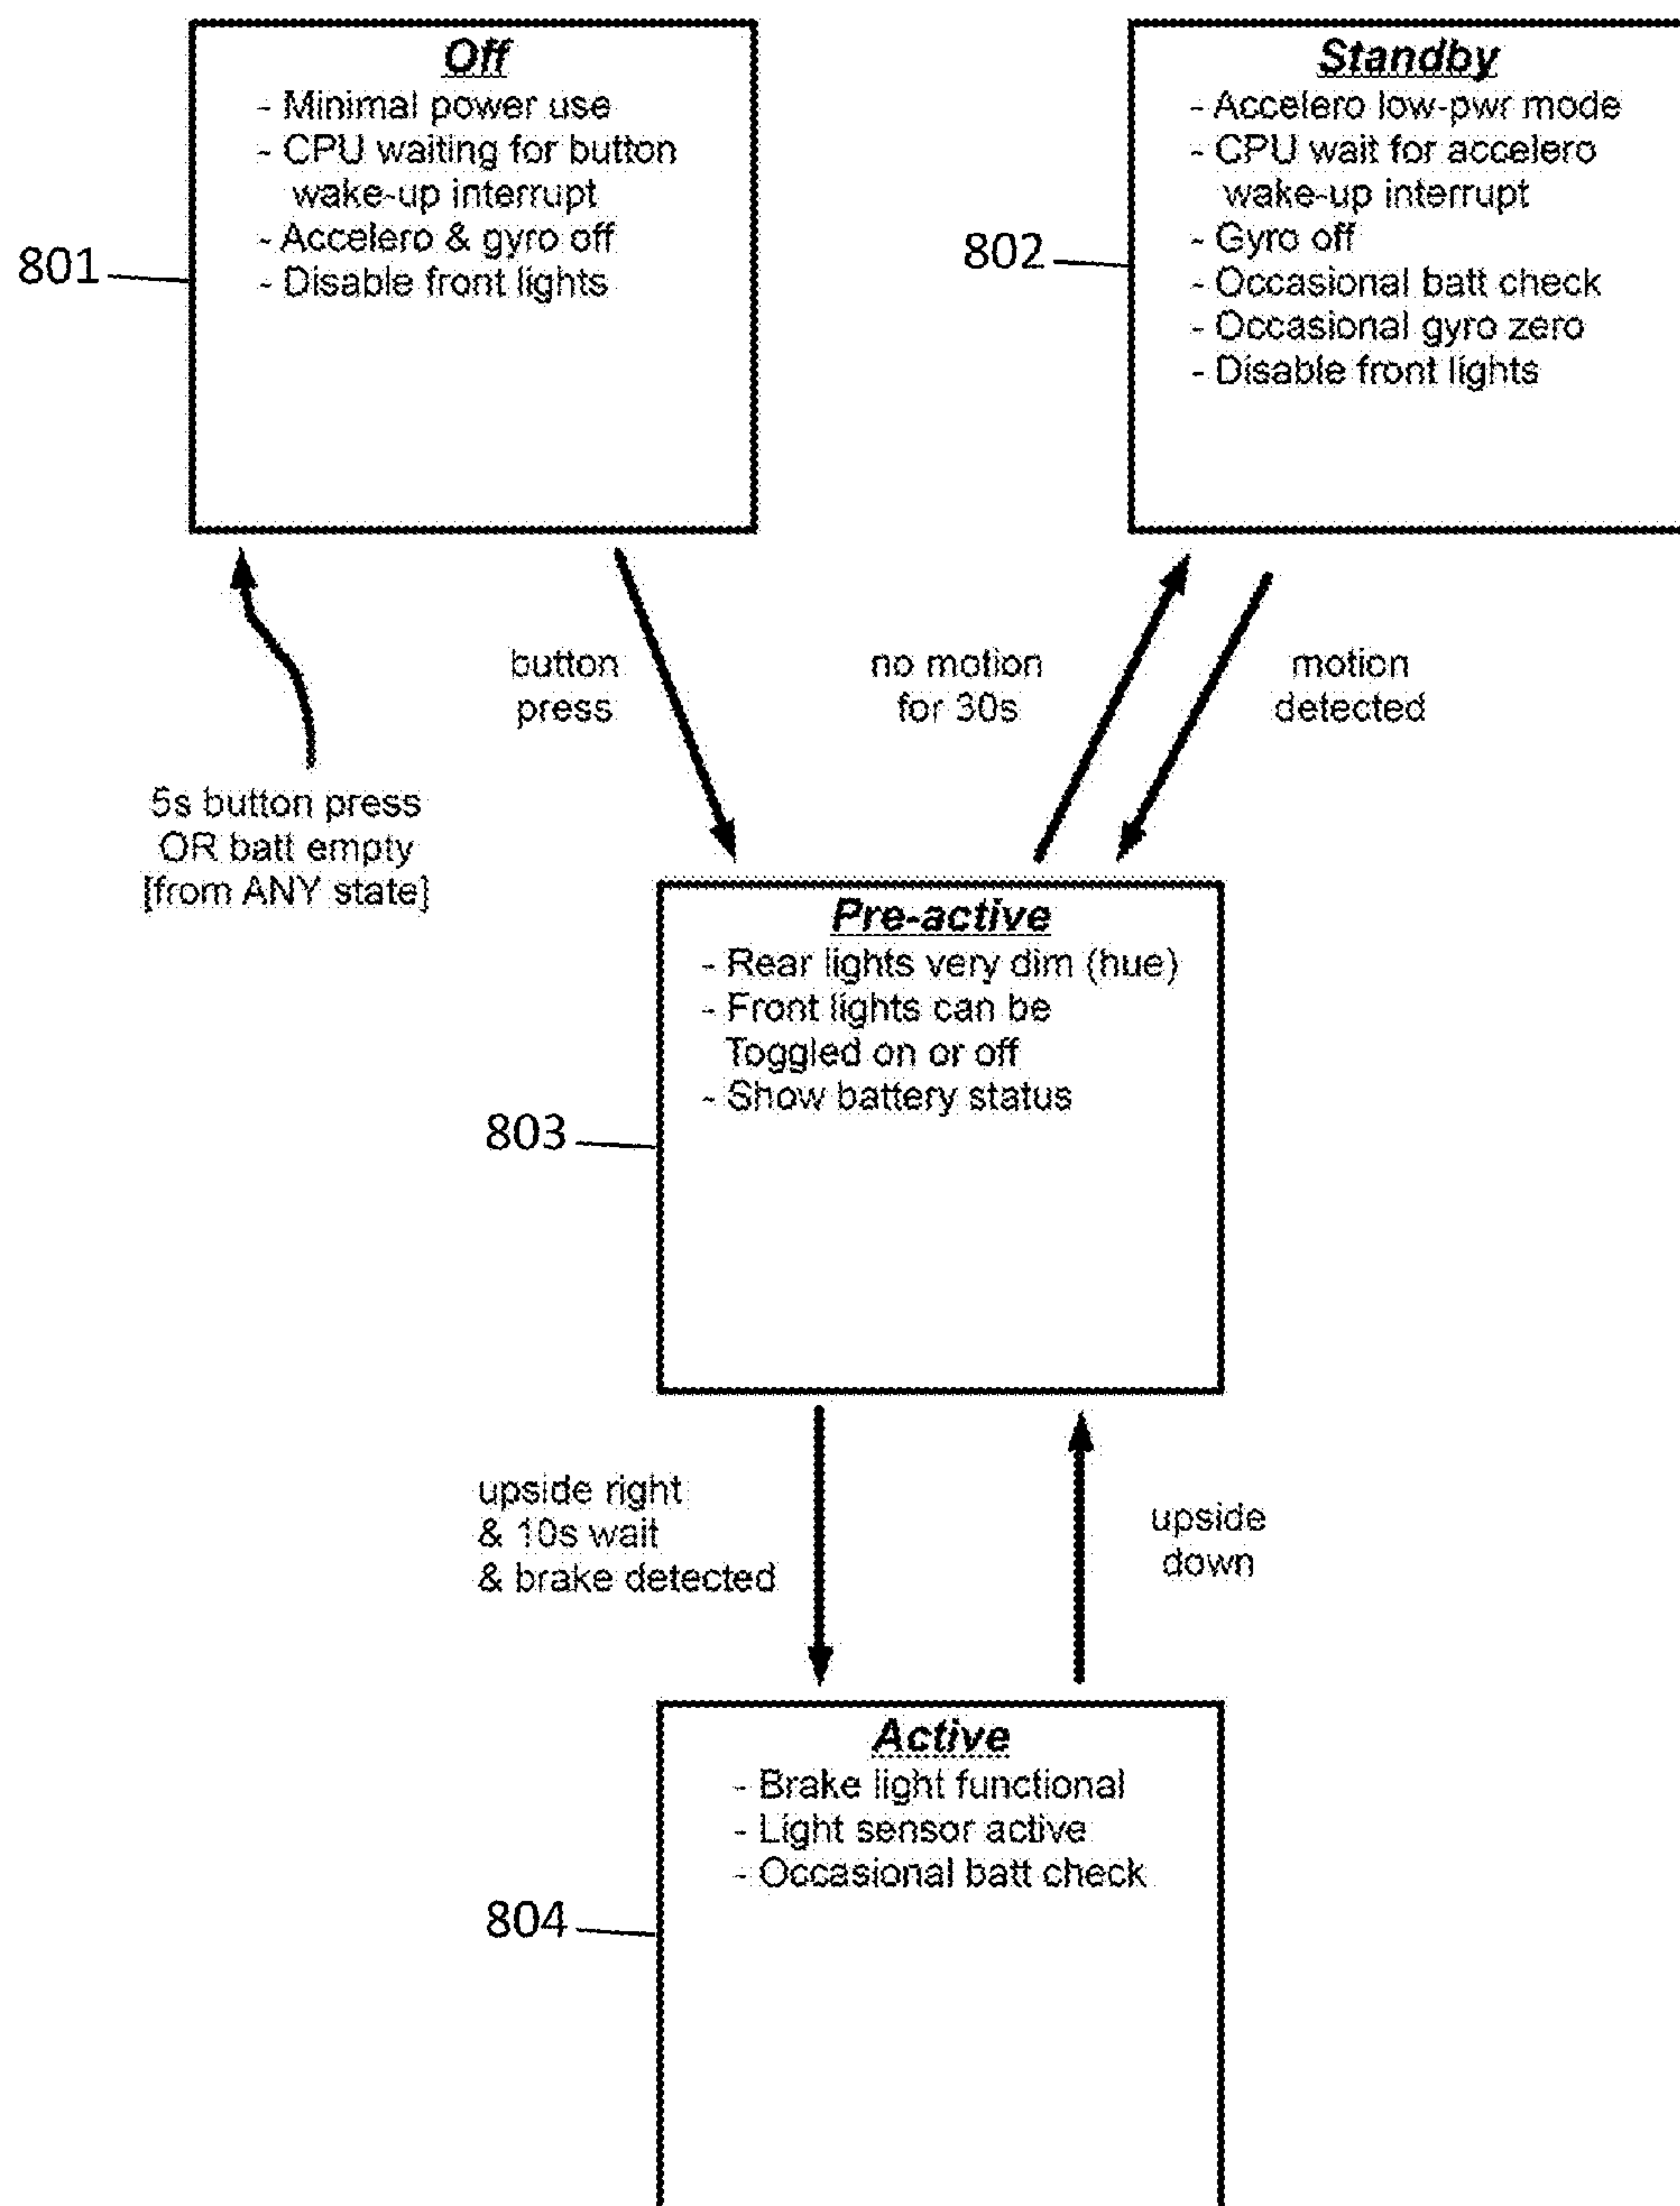 Off
- Minimal power use
- CPU waiting for button
wake-up interrupt
- Accelero & gyro off
- Disable front lights
801
Standby
- Accelero low-pwr mode
- CPU wait for accelero
wake-up interrupt
- Gyro off
- Occasional batt check
- Occasional gyro zero
- Disable front lights
802
5s button press
OR batt empty
[from ANY state]
button
press
no motion
for 30s
motion
detected
Pre-active
- Rear lights very dim (hue)
- Front lights can be
Toggled on or off
- Show battery status
803
upside right
& 10s wait
& brake detected
upside
down
Active
- Brake light functional
- Light sensor active
- Occasional batt check
804